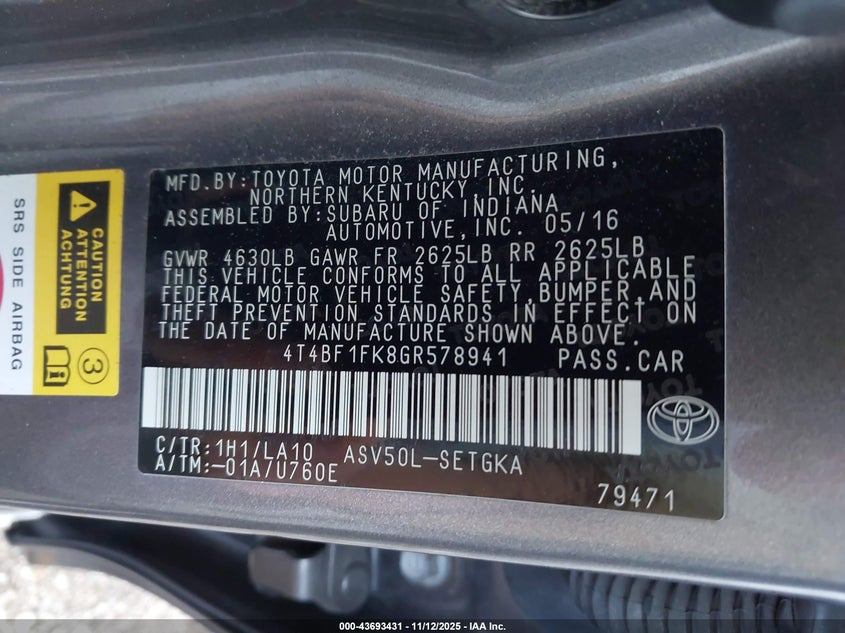 MFD.BY:TOYOTA MOTOR MANUFACTURING,
NORTHERN KENTUCKY, INC.
ASSEMBLED BY:SUBARU OF INDIANA
AUTOMOTIVE,INC. 05/16
GVWR 4630LB GAWR FR 2625LB RR 2625LB
THIS VEHICLE CONFORMS TO ALL APPLICABLE
FEDERAL MOTOR VEHICLE SAFETY,BUMPER,AND
THEFT PREVENTION STANDARDS IN EFFECT ON
THE DATE OF MANUFACTURE SHOWN ABOVE.
4T4BF1FK8GR578941 PASS.CAR
C/TR:1H1/LA10 ASV50L-SETGKA
A/TM:-01A/U760E
79471
CAUTION
ATTENTION
ACHTUNG
3
SRS SIDE AIRBAG
000-43693431 - 11/12/2025 - IAA Inc.